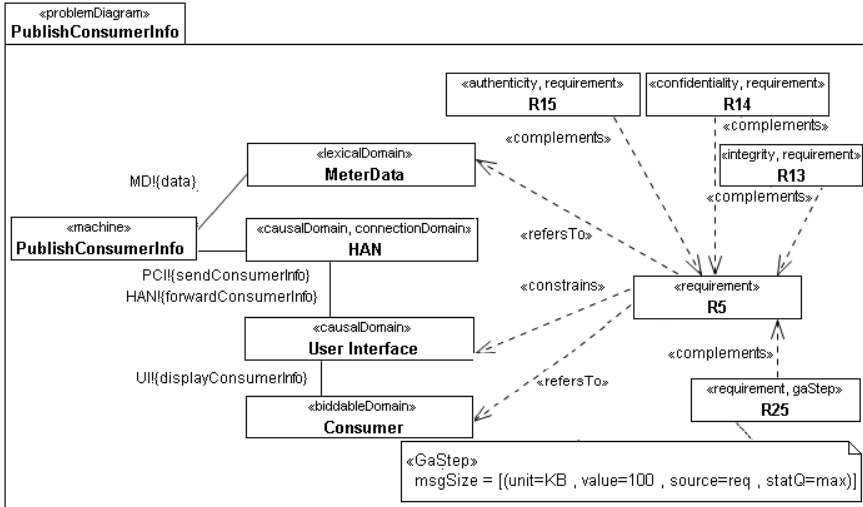 «problemDiagram»
PublishConsumerInfo
«authenticity, requirement»
R15
«confidentiality, requirement»
R14
«complements»
«complements»
«integrity, requirement»
R13
«lexicalDomain»
MeterData
MD!{data}
«complements»
«machine»
PublishConsumerInfo
«causalDomain, connectionDomain»
HAN
«refersTo»
PCI!{sendConsumerInfo}
HAN!{forwardConsumerInfo}
«constrains»
«requirement»
R5
«causalDomain»
User Interface
«complements»
UI!{displayConsumerInfo}
«refersTo»
«requirement, gaStep»
R25
«biddableDomain»
Consumer
«GaStep»
msgSize = [(unit=KB , value=100 , source=req , statQ=max)]